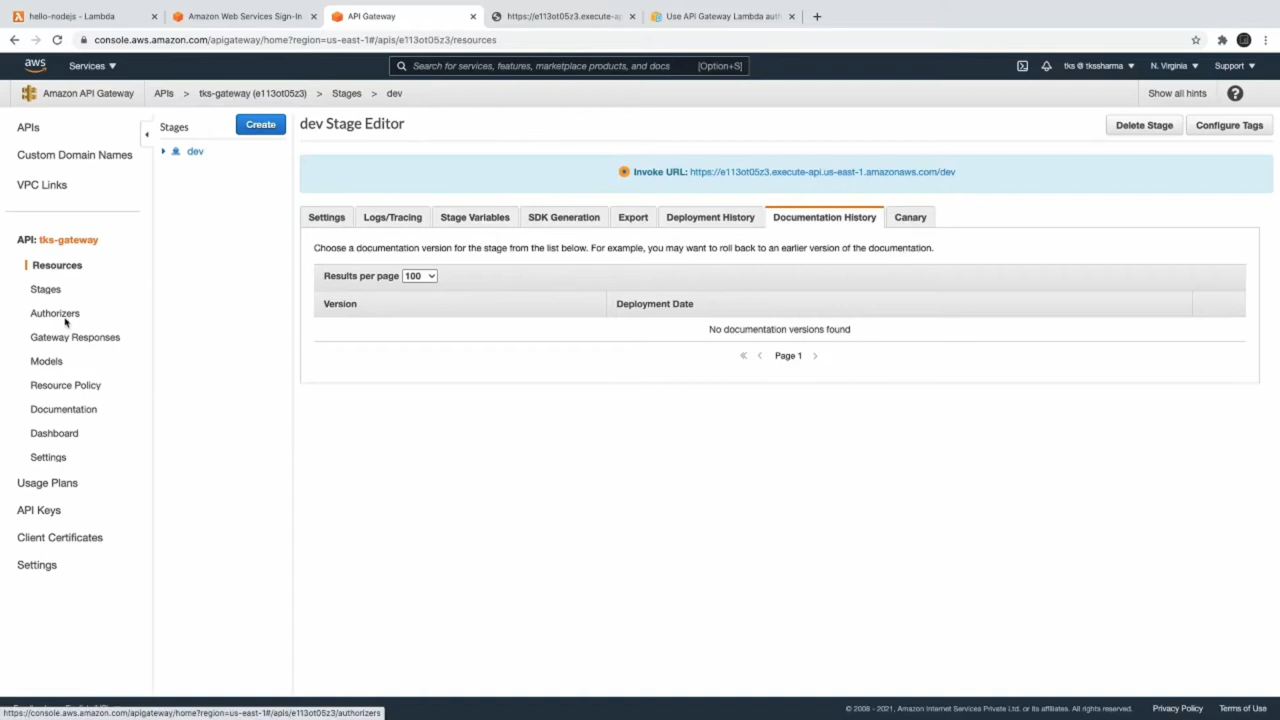 hello-nodejs - Lambda
Amazon Web Services Sign-In
API Gateway
https://e113ot05z3.execute-ap
Use API Gateway Lambda auth
console.aws.amazon.com/apigateway/home?region=us-east-1#/apis/e113ot05z3/resources
aws
Services
Search for services, features, marketplace products, and docs
[Option+S]
tks @ tkssharma
N. Virginia
Support
Amazon API Gateway
APIs > tks-gateway (e113ot05z3) > Stages > dev
Show all hints
?
APIs
Custom Domain Names
VPC Links
API: tks-gateway
Resources
Stages
Authorizers
Gateway Responses
Models
Resource Policy
Documentation
Dashboard
Settings
Usage Plans
API Keys
Client Certificates
Settings
Stages
Create
dev
dev Stage Editor
Delete Stage
Configure Tags
Invoke URL: https://e113ot05z3.execute-api.us-east-1.amazonaws.com/dev
Settings
Logs/Tracing
Stage Variables
SDK Generation
Export
Deployment History
Documentation History
Canary
Choose a documentation version for the stage from the list below. For example, you may want to roll back to an earlier version of the documentation.
Results per page 100
Version
Deployment Date
No documentation versions found
« < Page 1 >
https://console.aws.amazon.com/apigateway/home?region=us-east-1#/apis/e113ot05z3/authorizers
© 2008 - 2021, Amazon Internet Services Private Ltd. or its affiliates. All rights reserved.
Privacy Policy
Terms of Use